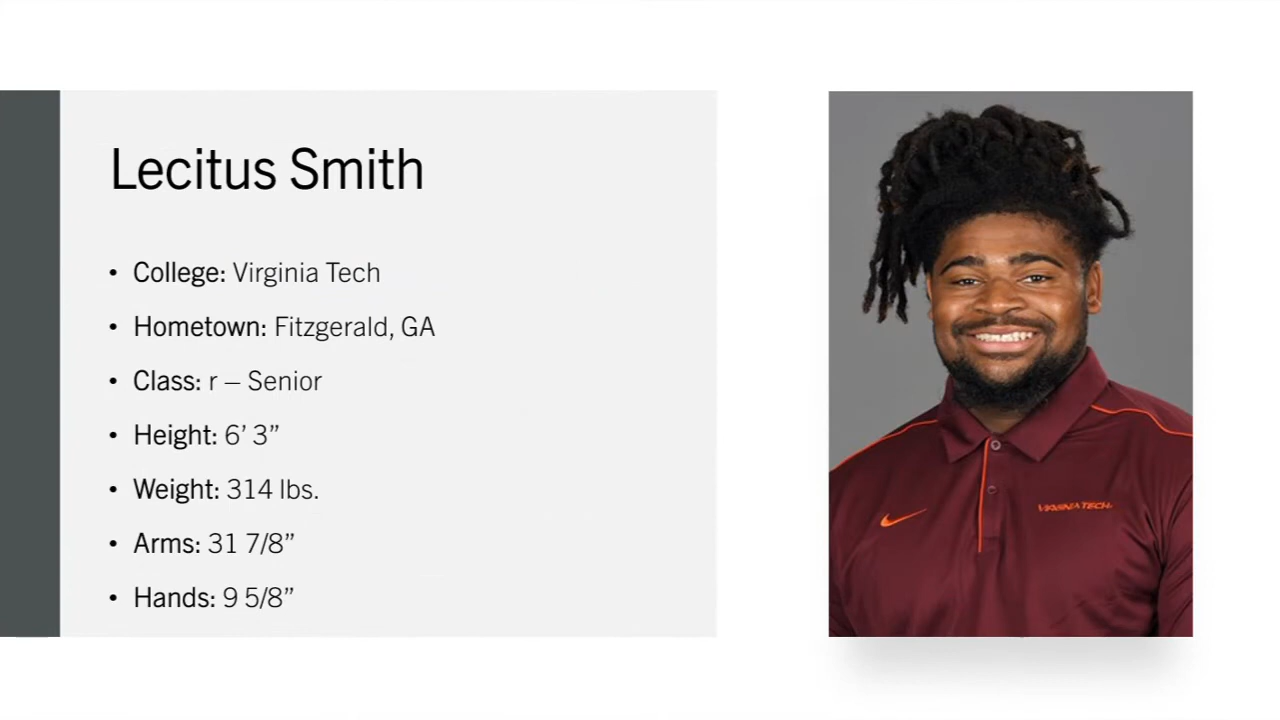 Lecitus Smith
• College: Virginia Tech
• Hometown: Fitzgerald, GA
• Class: r – Senior
• Height: 6’ 3”
• Weight: 314 lbs.
• Arms: 31 7/8”
• Hands: 9 5/8”
VIRGINIA TECH.